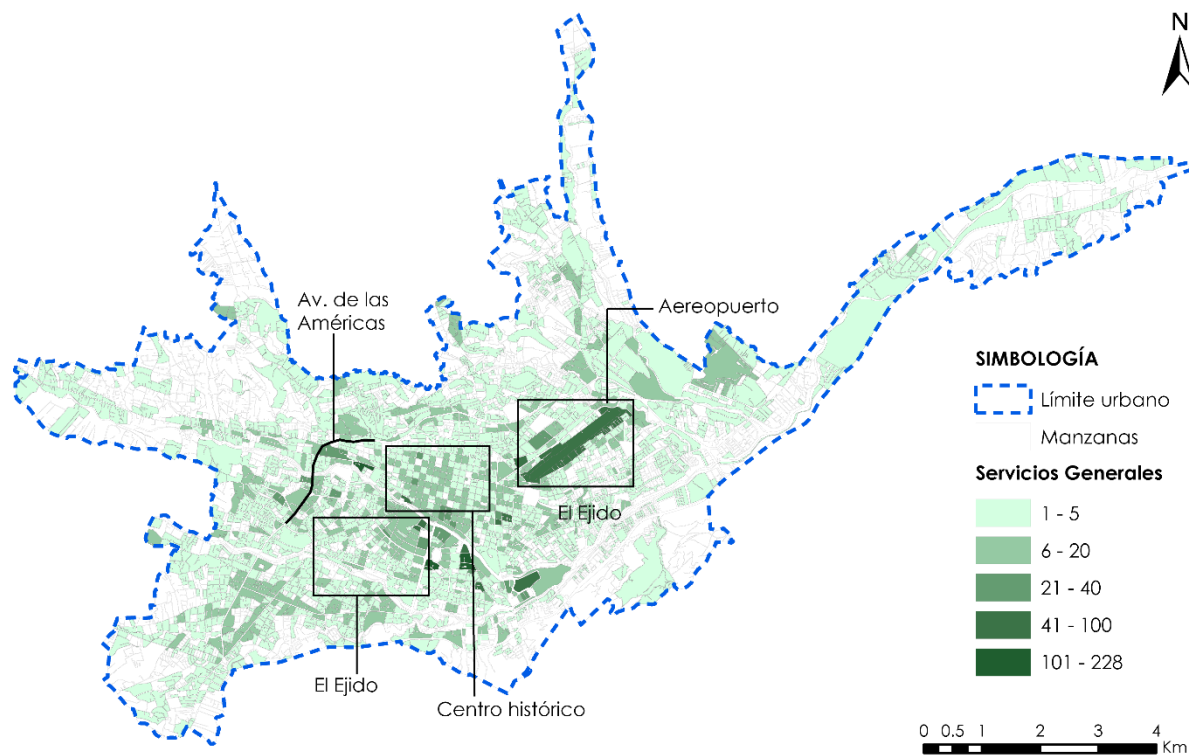 N
Av. de las
Américas
Aereopuerto
El Ejido
El Ejido
Centro histórico
SIMBOLOGÍA
Límite urbano
Manzanas
Servicios Generales
1 - 5
6 - 20
21 - 40
41 - 100
101 - 228
0 0.5 1 2 3 4
Km